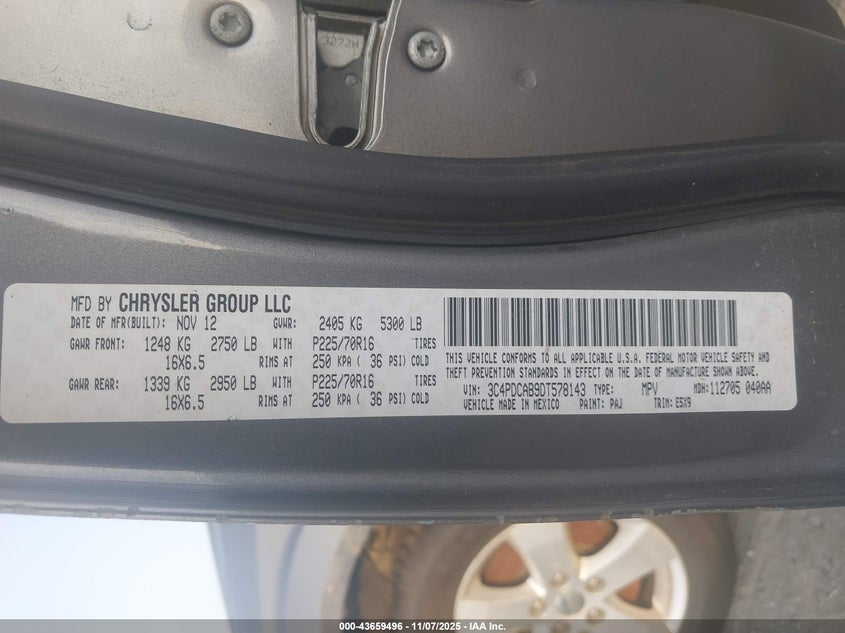 3272H
MFD BY CHRYSLER GROUP LLC
DATE OF MFR(BUILT): NOV 12 GVWR: 2405 KG 5300 LB
GAWR FRONT: 1248 KG 2750 LB WITH P225/70R16 TIRES
16X6.5 RIMS AT 250 KPA ( 36 PSI) COLD
GAWR REAR: 1339 KG 2950 LB WITH P225/70R16 TIRES
16X6.5 RIMS AT 250 KPA ( 36 PSI) COLD
THIS VEHICLE CONFORMS TO ALL APPLICABLE U.S.A. FEDERAL MOTOR VEHICLE SAFETY AND
THEFT PREVENTION STANDARDS IN EFFECT ON THE DATE OF MANUFACTURE SHOWN ABOVE.
VIN: 3C4PDCAB9DT578143 TYPE: MPV MDH: 112705 040AA
VEHICLE MADE IN MEXICO PAINT: PAJ TRIM: E5X9
000-43659496 - 11/07/2025 - IAA Inc.